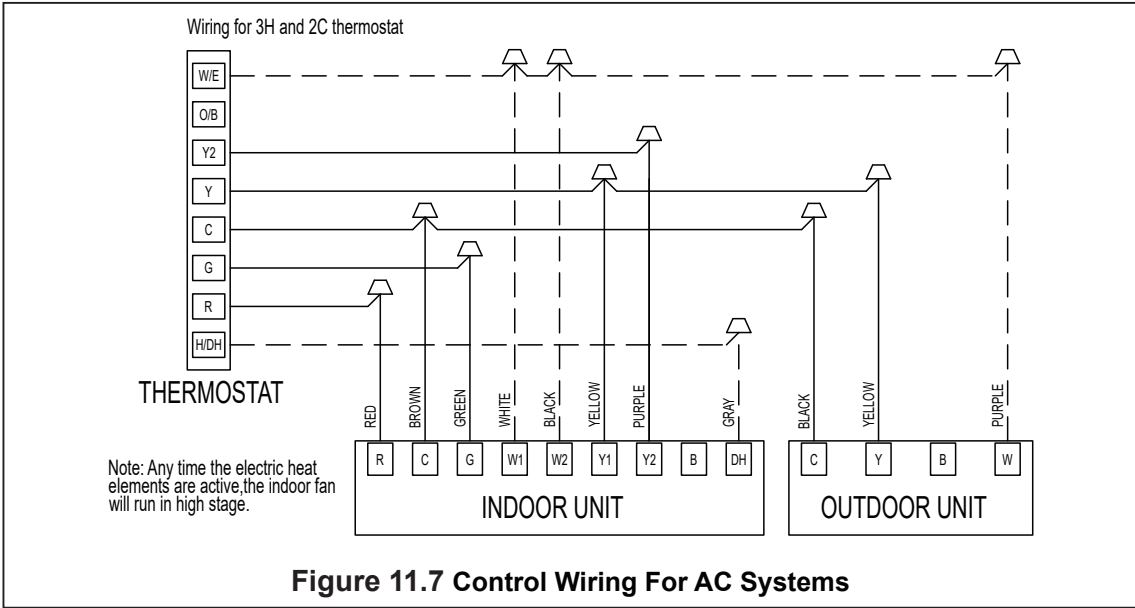 Wiring for 3H and 2C thermostat
W/E
O/B
Y2
Y
C
G
R
H/DH
THERMOSTAT
RED
BROWN
GREEN
WHITE
BLACK
YELLOW
PURPLE
GRAY
BLACK
YELLOW
PURPLE
R C G W1 W2 Y1 Y2 B DH
C Y B W
INDOOR UNIT
OUTDOOR UNIT
Note: Any time the electric heat
elements are active,the indoor fan
will run in high stage.
Figure 11.7 Control Wiring For AC Systems